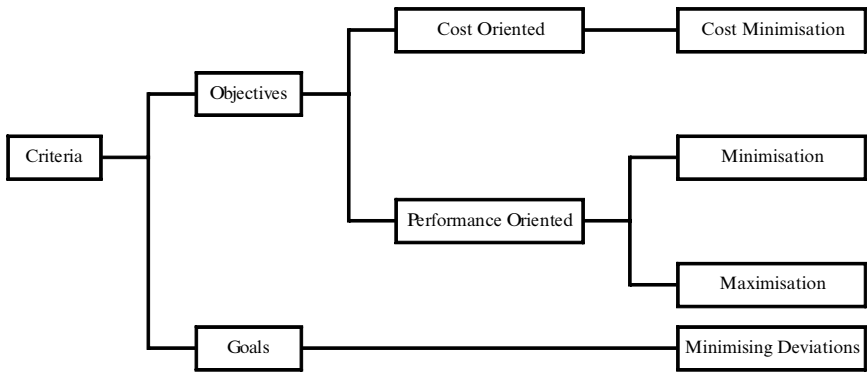 Cost Oriented
Cost Minimisation
Objectives
Criteria
Minimisation
Performance Oriented
Maximisation
Goals
Minimising Deviations